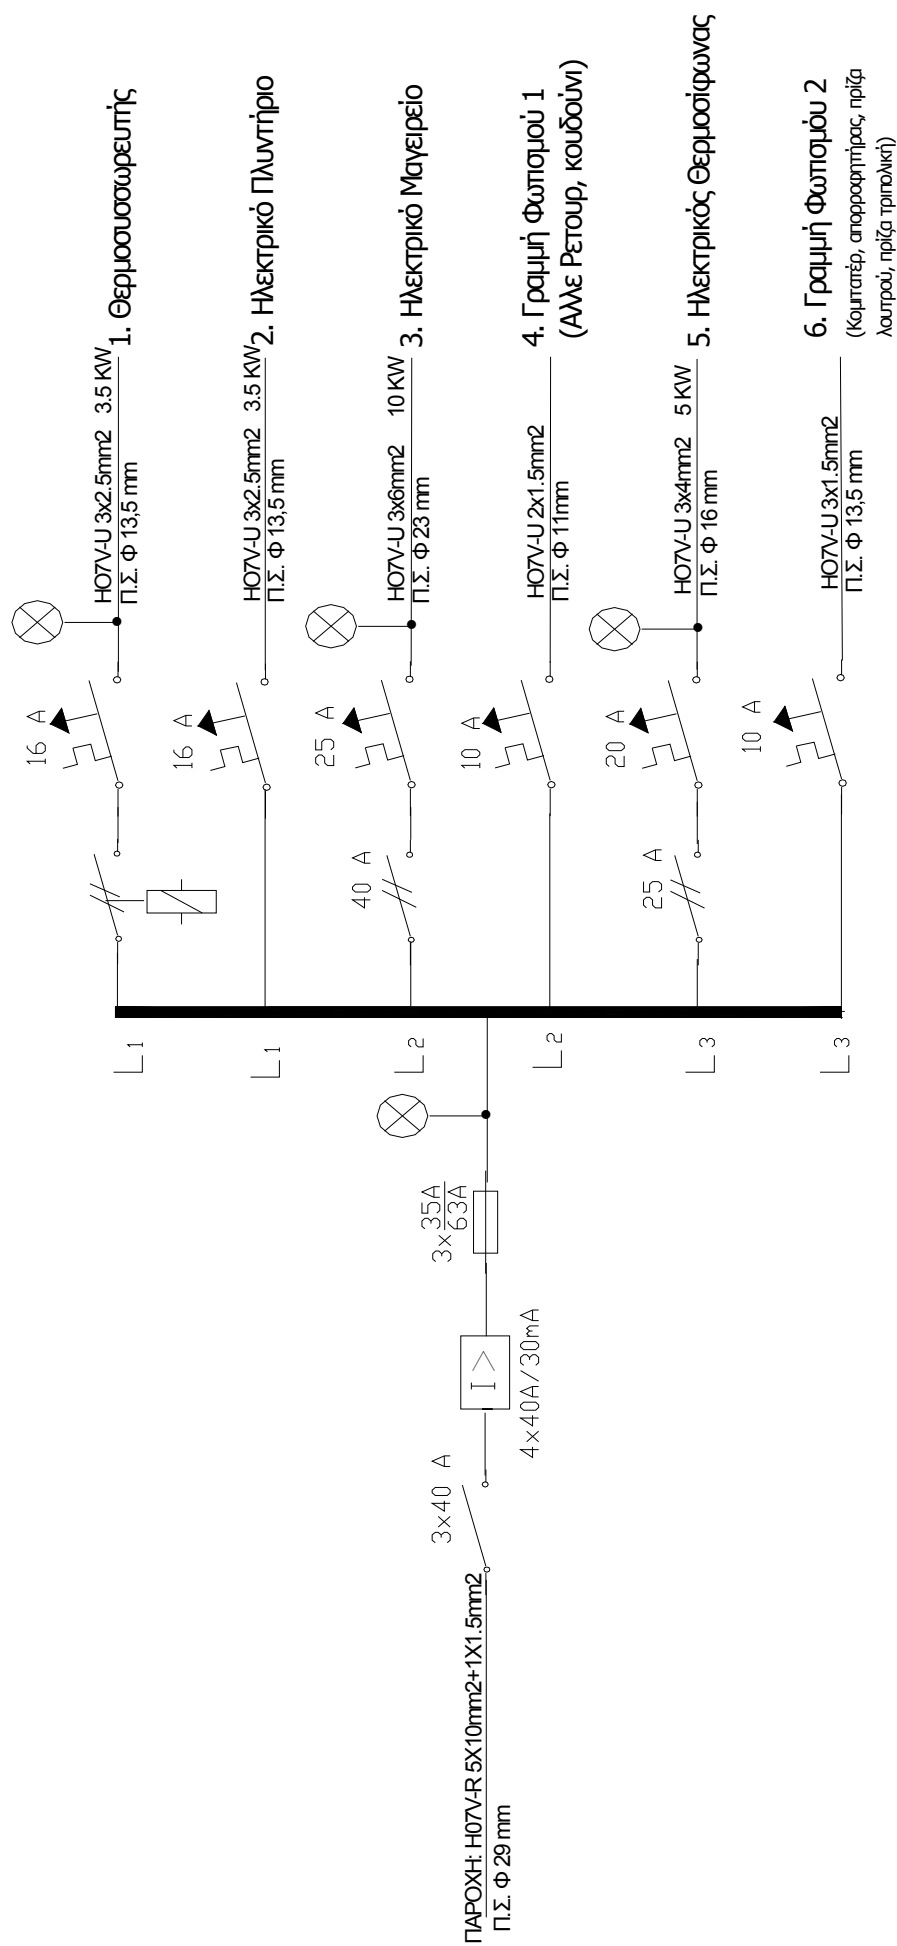 ΠΑΡΟΧΗ: H07V-R 5X10mm2+1X1.5mm2
Π.Σ. Φ 29 mm
3x40 A
4x40A/30mA
I >
3x35A/63A
L1
16 A
HO7V-U 3x2.5mm2 3.5 KW
Π.Σ. Φ 13,5 mm
1. Θερμοσυσσωρευτής
L1
16 A
HO7V-U 3x2.5mm2 3.5 KW
Π.Σ. Φ 13,5 mm
2. Ηλεκτρικό Πλυντήριο
L2
40 A
25 A
HO7V-U 3x6mm2 10 KW
Π.Σ. Φ 23 mm
3. Ηλεκτρικό Μαγειρείο
L2
10 A
HO7V-U 2x1.5mm2
Π.Σ. Φ 11mm
4. Γραμμή Φωτισμού 1
(Αλλε Ρετουρ, κουδούνι)
L3
25 A
20 A
HO7V-U 3x4mm2 5 KW
Π.Σ. Φ 16 mm
5. Ηλεκτρικός Θερμοσίφωνας
L3
10 A
HO7V-U 3x1.5mm2
Π.Σ. Φ 13,5 mm
6. Γραμμή Φωτισμόυ 2
(Κομιτατέρ, απορροφητήρας, πρίζα
λουτρού, πρίζα τριπολική)